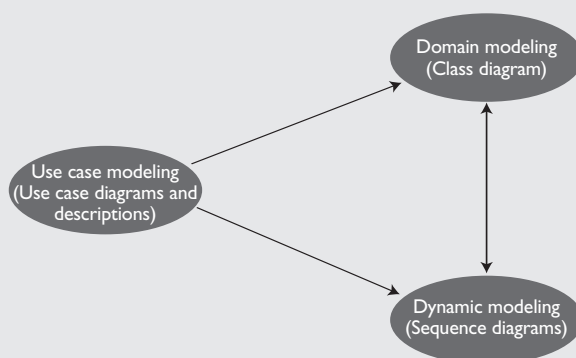 Domain modeling
(Class diagram)
Use case modeling
(Use case diagrams and
descriptions)
Dynamic modeling
(Sequence diagrams)